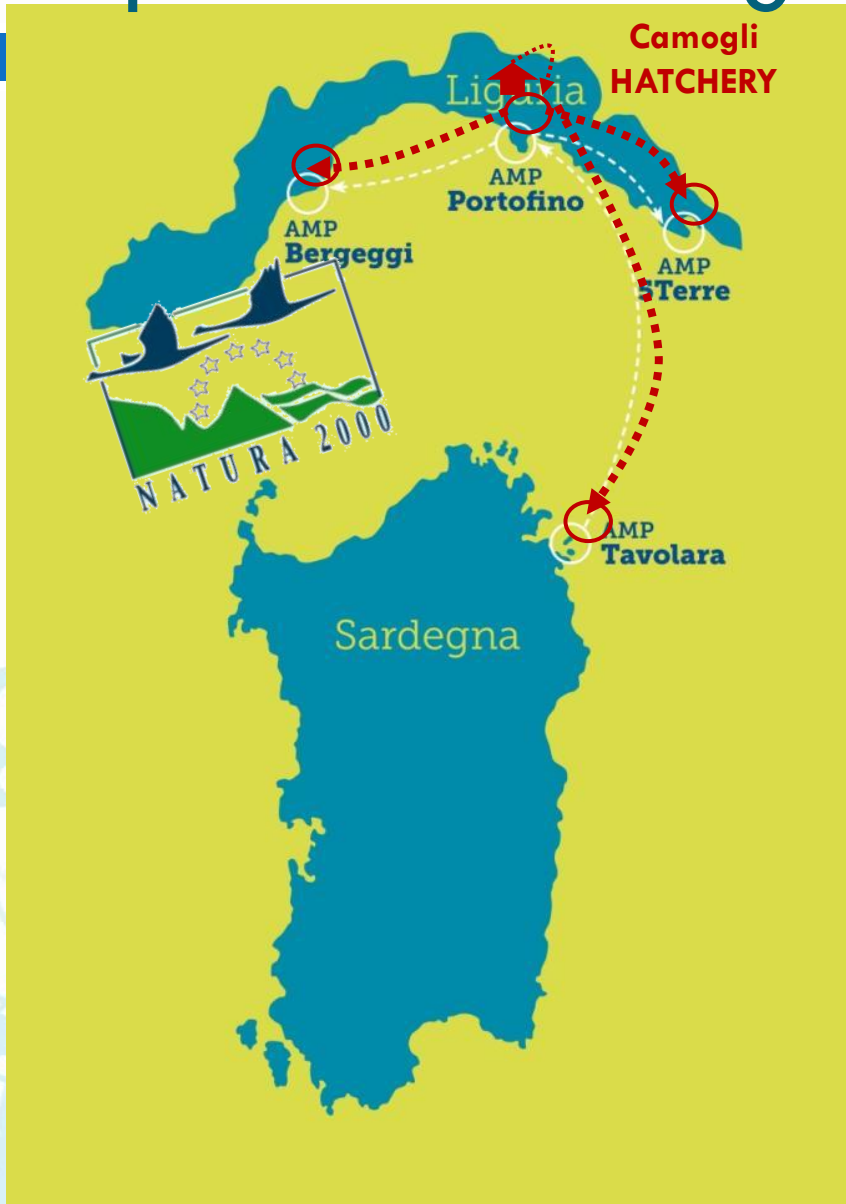 Camogli
HATCHERY
Liguria
AMP
Portofino
AMP
Bergeggi
AMP
5Terre
NATURA 2000
AMP
Tavolara
Sardegna